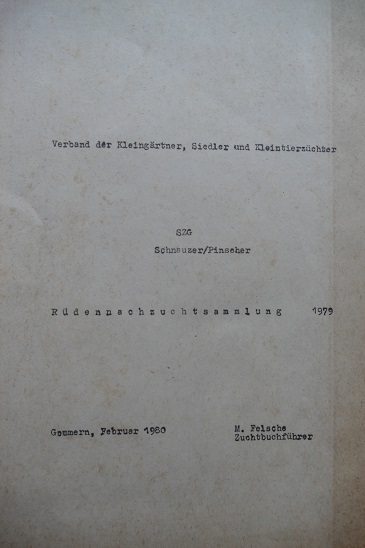 Verband der Kleingärtner, Siedler und Kleintierzüchter
SZG
Schnauzer/Pinscher
Rüdennachzuchtsammlung 1979
Gommern, Februar 1980
M. Felsche
Zuchtbuchführer